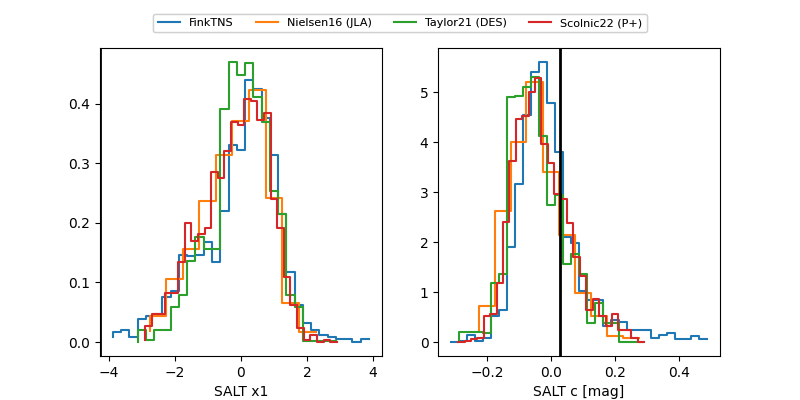 FinkTNS Nielsen16 (JLA) Taylor21 (DES) Scolnic22 (P+)
0.4
0.3
0.2
0.1
0.0
−4 −2 0 2 4
SALT x1
5
4
3
2
1
0
−0.2 0.0 0.2 0.4
SALT c [mag]